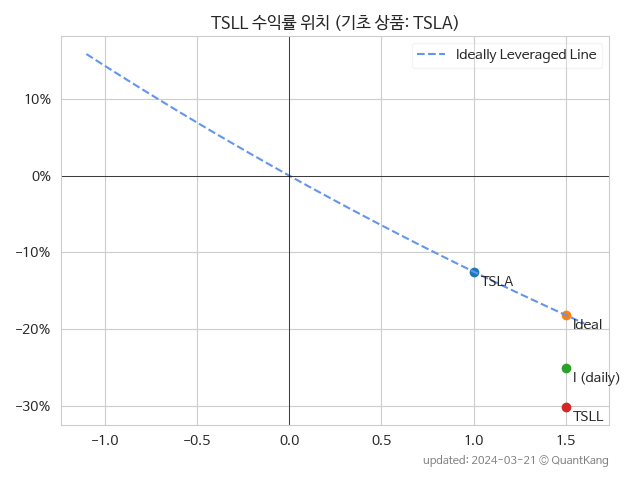 TSLL 수익률 위치 (기초 상품: TSLA)
Ideally Leveraged Line
10%
0%
−10%
−20%
−30%
TSLA
Ideal
I (daily)
TSLL
−1.0
−0.5
0.0
0.5
1.0
1.5
updated: 2024-03-21 © QuantKang